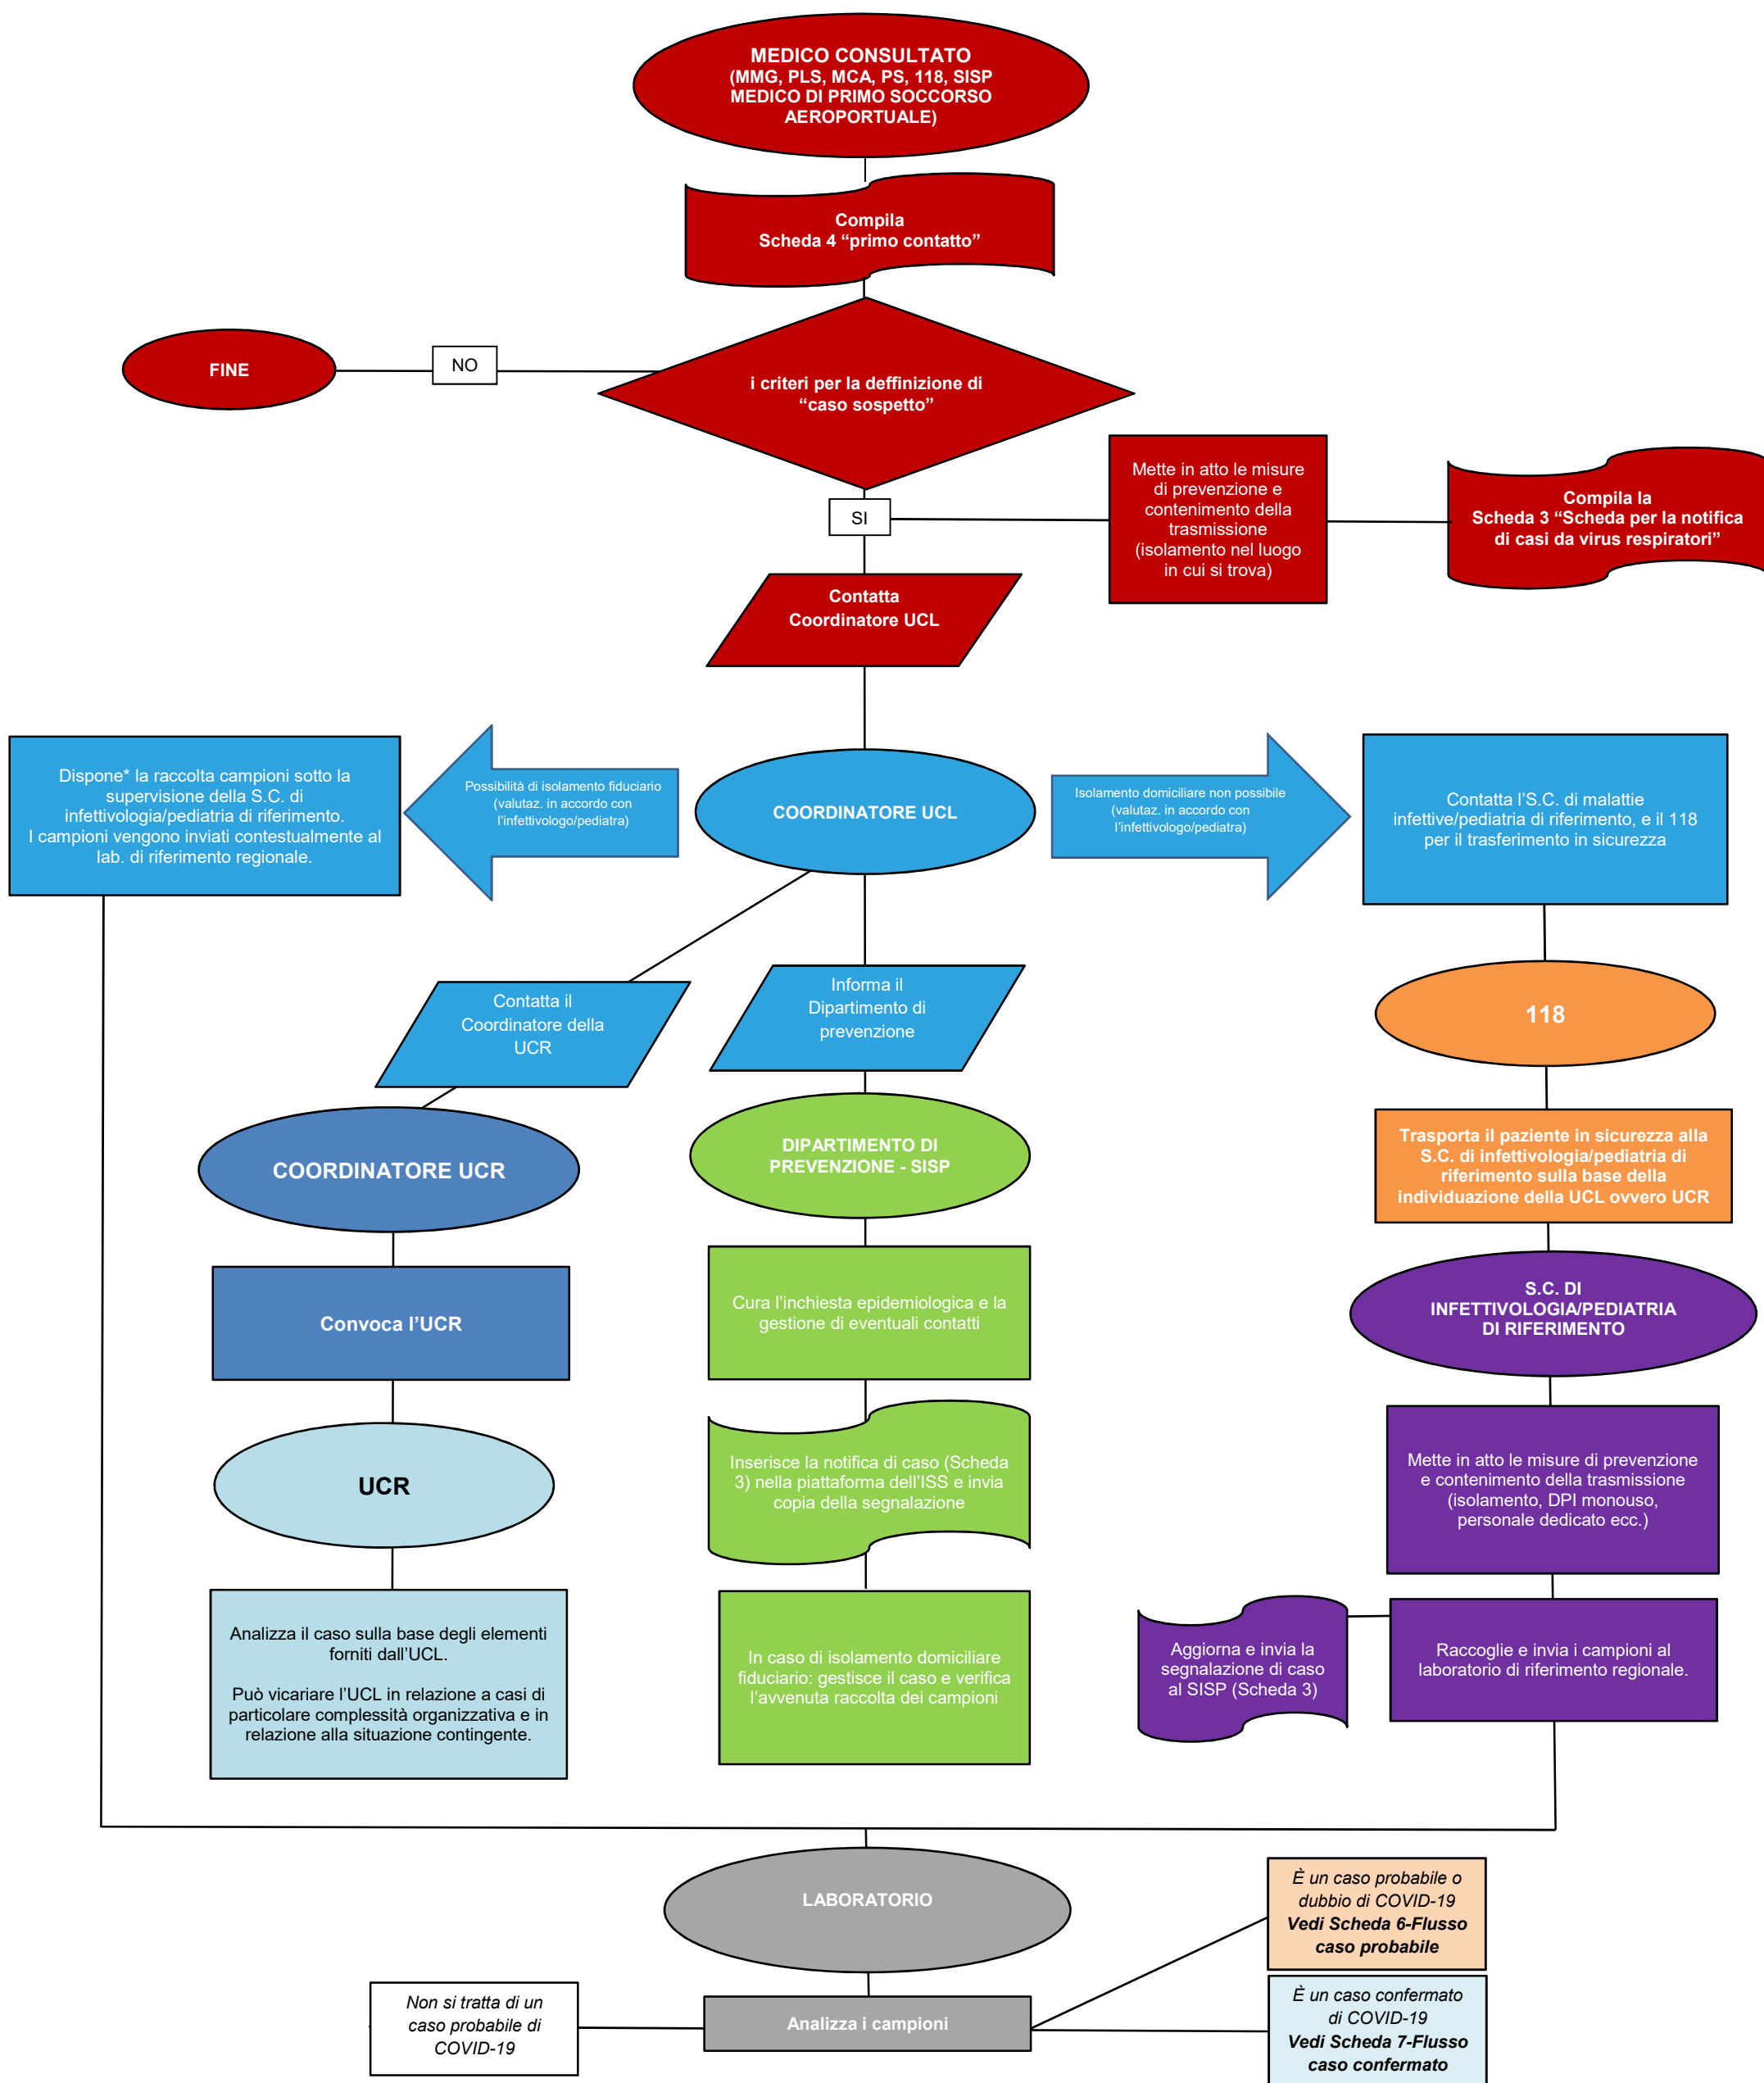 MEDICO CONSULTATO
(MMG, PLS, MCA, PS, 118, SISP
MEDICO DI PRIMO SOCCORSO
AEROPORTUALE)
Compila
Scheda 4 “primo contatto”
FINE
NO
i criteri per la deffinizione di
“caso sospetto”
SI
Mette in atto le misure
di prevenzione e
contenimento della
trasmissione
(isolamento nel luogo
in cui si trova)
Compila la
Scheda 3 “Scheda per la notifica
di casi da virus respiratori”
Contatta
Coordinatore UCL
Dispone* la raccolta campioni sotto la
supervisione della S.C. di
infettivologia/pediatria di riferimento.
I campioni vengono inviati contestualmente al
lab. di riferimento regionale.
Possibilità di isolamento fiduciario
(valutaz. in accordo con
l’infettivologo/pediatra)
COORDINATORE UCL
Isolamento domiciliare non possibile
(valutaz. in accordo con
l’infettivologo/pediatra)
Contatta l’S.C. di malattie
infettive/pediatria di riferimento, e il 118
per il trasferimento in sicurezza
Contatta il
Coordinatore della
UCR
Informa il
Dipartimento di
prevenzione
118
COORDINATORE UCR
DIPARTIMENTO DI
PREVENZIONE - SISP
Trasporta il paziente in sicurezza alla
S.C. di infettivologia/pediatria di
riferimento sulla base della
individuazione della UCL ovvero UCR
Convoca l’UCR
Cura l’inchiesta epidemiologica e la
gestione di eventuali contatti
S.C. DI
INFETTIVOLOGIA/PEDIATRIA
DI RIFERIMENTO
UCR
Inserisce la notifica di caso (Scheda
3) nella piattaforma dell’ISS e invia
copia della segnalazione
Mette in atto le misure di prevenzione
e contenimento della trasmissione
(isolamento, DPI monouso,
personale dedicato ecc.)
Analizza il caso sulla base degli elementi
forniti dall’UCL.
Può vicariare l’UCL in relazione a casi di
particolare complessità organizzativa e in
relazione alla situazione contingente.
In caso di isolamento domiciliare
fiduciario: gestisce il caso e verifica
l’avvenuta raccolta dei campioni
Aggiorna e invia la
segnalazione di caso
al SISP (Scheda 3)
Raccoglie e invia i campioni al
laboratorio di riferimento regionale.
LABORATORIO
È un caso probabile o
dubbio di COVID-19
Vedi Scheda 6-Flusso
caso probabile
Non si tratta di un
caso probabile di
COVID-19
Analizza i campioni
È un caso confermato
di COVID-19
Vedi Scheda 7-Flusso
caso confermato